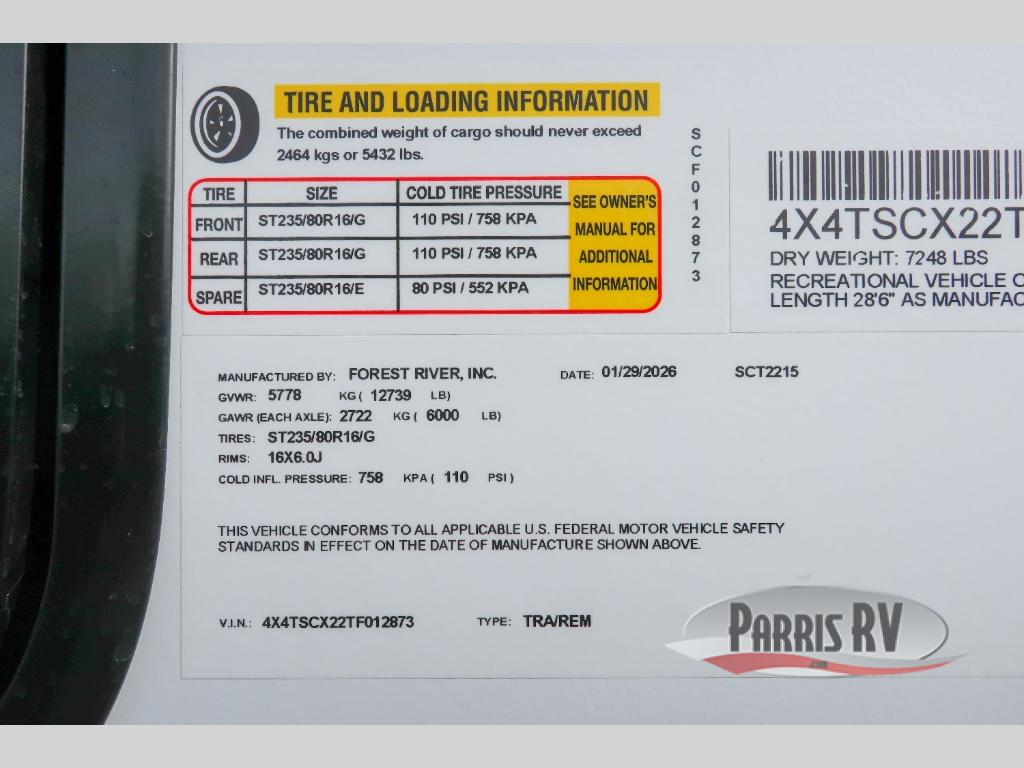 TIRE AND LOADING INFORMATION
The combined weight of cargo should never exceed
2464 kgs or 5432 lbs.
TIRE SIZE COLD TIRE PRESSURE SEE OWNER'S MANUAL FOR ADDITIONAL INFORMATION
FRONT ST235/80R16/G 110 PSI / 758 KPA
REAR ST235/80R16/G 110 PSI / 758 KPA
SPARE ST235/80R16/E 80 PSI / 552 KPA
SCF012873
4X4TSCX22T
DRY WEIGHT: 7248 LBS
RECREATIONAL VEHICLE
LENGTH 28'6" AS MANUFAC
MANUFACTURED BY: FOREST RIVER, INC. DATE: 01/29/2026 SCT2215
GVWR: 5778 KG ( 12739 LB)
GAWR (EACH AXLE): 2722 KG ( 6000 LB)
TIRES: ST235/80R16/G
RIMS: 16X6.0J
COLD INFL. PRESSURE: 758 KPA ( 110 PSI )
THIS VEHICLE CONFORMS TO ALL APPLICABLE U.S. FEDERAL MOTOR VEHICLE SAFETY
STANDARDS IN EFFECT ON THE DATE OF MANUFACTURE SHOWN ABOVE.
V.I.N.: 4X4TSCX22TF012873 TYPE: TRA/REM
PARRIS RV
.com